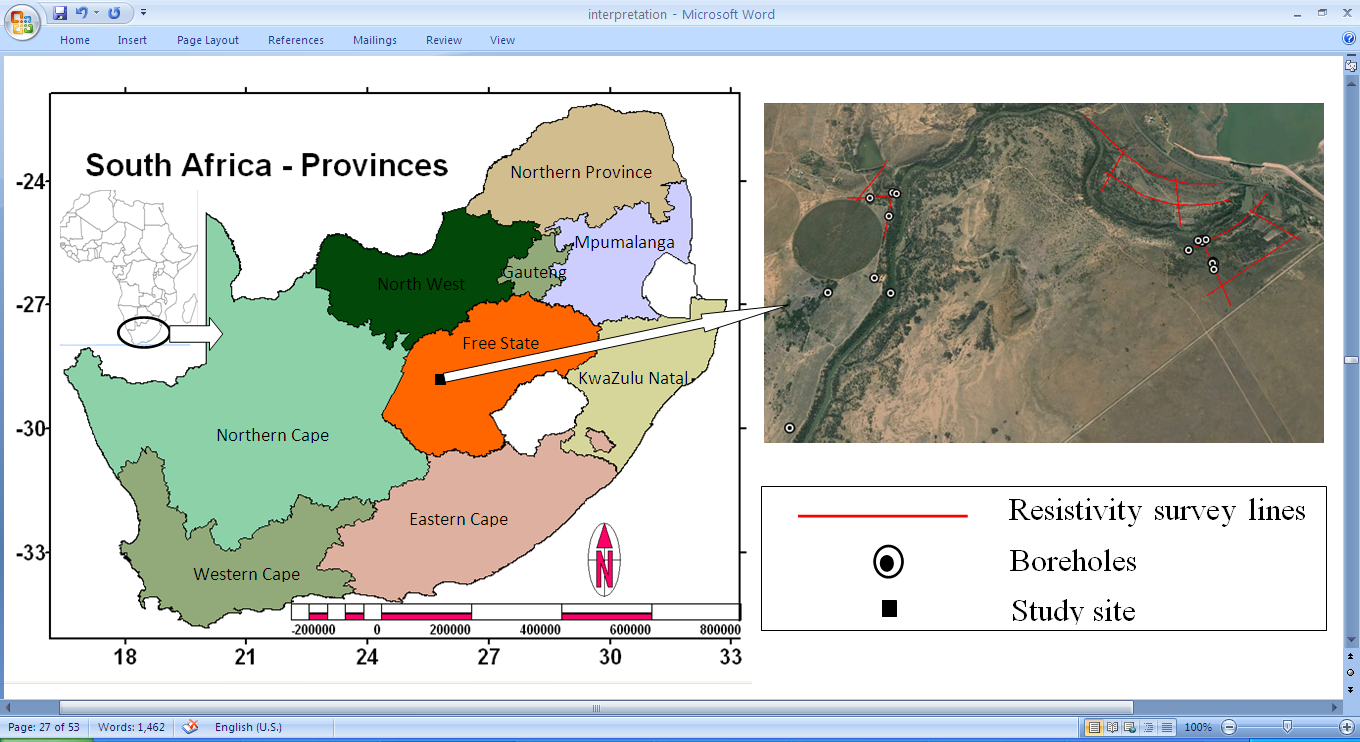 interpretation - Microsoft Word
Home Insert Page Layout References Mailings Review View
South Africa - Provinces
Northern Province
Mpumalanga
Gauteng
North West
Free State
KwaZulu Natal
Northern Cape
Eastern Cape
Western Cape
N
-24
-27
-30
-33
-200000 0 200000 400000 600000 800000
18 21 24 27 30 33
Resistivity survey lines
Boreholes
Study site
Page: 27 of 53 Words: 1,462 English (U.S.) 100%